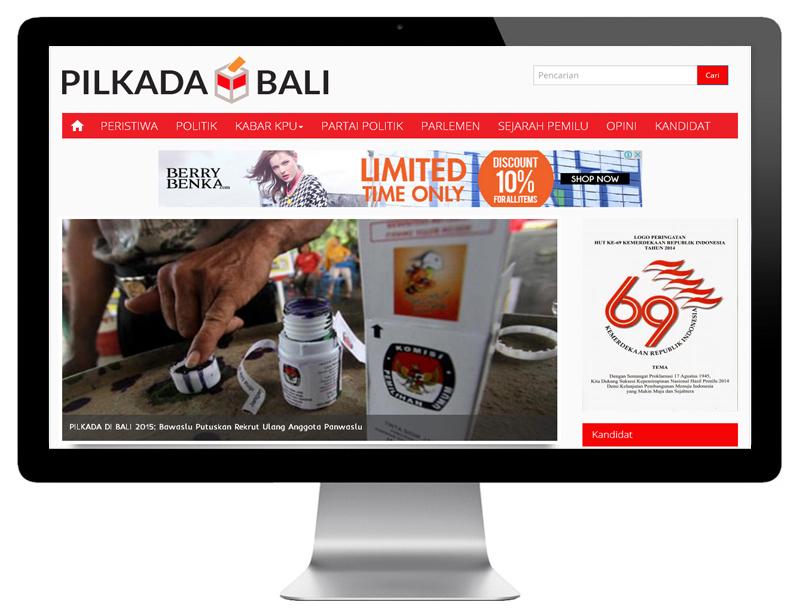 PILKADA BALI
Pencarian
Cari
PERISTIWA POLITIK KABAR KPU PARTAI POLITIK PARLEMEN SEJARAH PEMILU OPINI KANDIDAT
BERRY
BENKA.com
LIMITED
TIME ONLY
DISCOUNT
10%
FOR ALL ITEMS
SHOP NOW
KOMISI
PEMILIHAN UMUM
PILKADA DI BALI 2015: Bawaslu Putuskan Rekrut Ulang Anggota Panwaslu
LOGO PERINGATAN
HUT KE-69 KEMERDEKAAN REPUBLIK INDONESIA
TAHUN 2014
69
KEMERDEKAAN REPUBLIK INDONESIA
TEMA
Dengan Semangat Proklamasi 17 Agustus 1945,
Kita Dukung Suksesi Kepemimpinan Nasional Hasil Pemilu 2014
Demi Kelanjutan Pembangunan Menuju Indonesia
yang Makin Maju dan Sejahtera
Kandidat